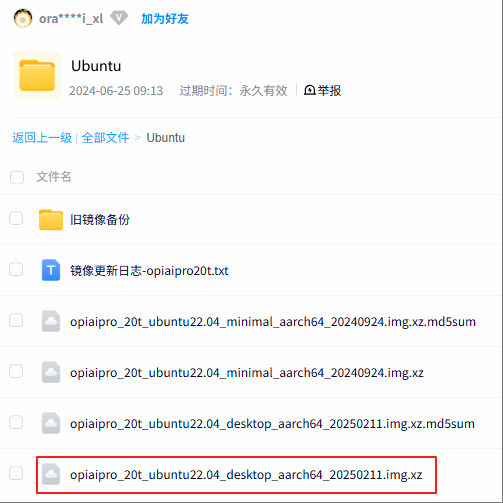 ora****i_xl 加为好友
Ubuntu
2024-06-25 09:13 过期时间：永久有效 举报
返回上一级 | 全部文件 > Ubuntu
文件名
旧镜像备份
镜像更新日志-opiaipro20t.txt
opiaipro_20t_ubuntu22.04_minimal_aarch64_20240924.img.xz.md5sum
opiaipro_20t_ubuntu22.04_minimal_aarch64_20240924.img.xz
opiaipro_20t_ubuntu22.04_desktop_aarch64_20250211.img.xz.md5sum
opiaipro_20t_ubuntu22.04_desktop_aarch64_20250211.img.xz